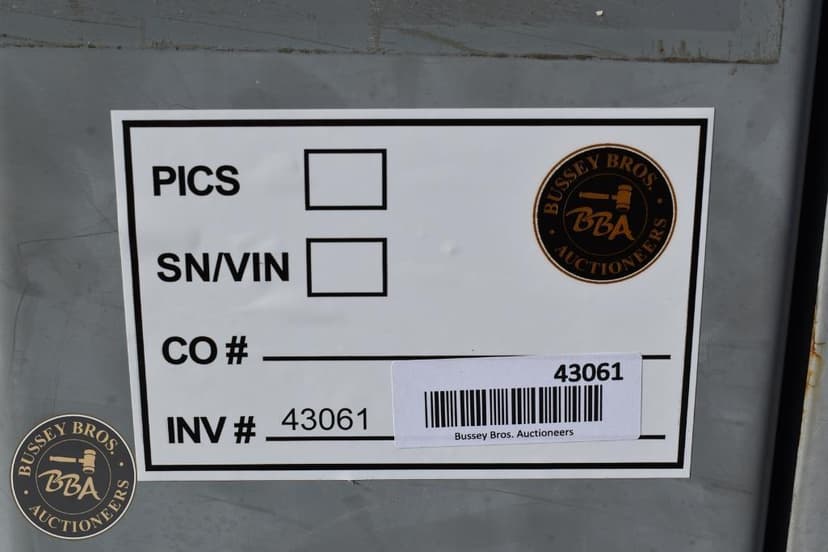 PICS
SN/VIN
CO #
INV # 43061
BUSSEY BROS.
BBA
AUCTIONEERS
43061
Bussey Bros. Auctioneers
BUSSEY BROS.
BBA
AUCTIONEERS